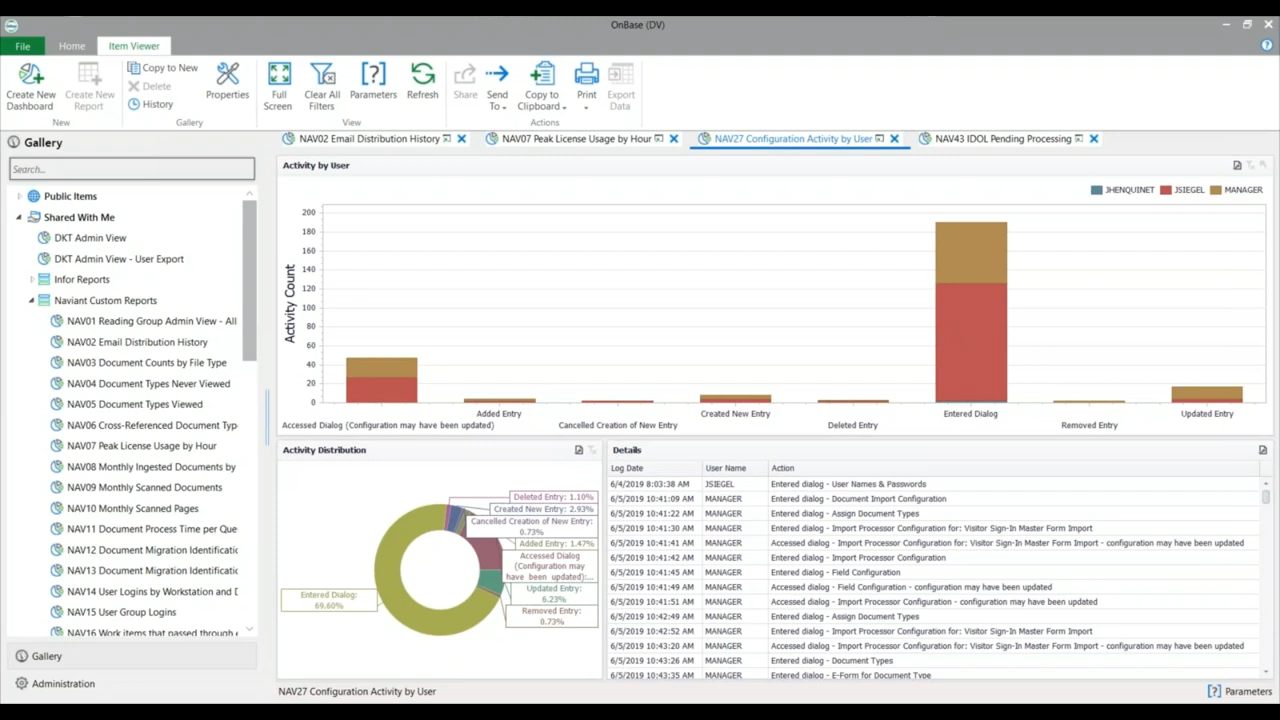 OnBase (DV)
File Home Item Viewer
Create New Dashboard
Create New Report
New
Copy to New
Delete
History
Properties
Gallery
Full Screen
Clear All Filters
Parameters
Refresh
View
Share
Send To
Copy to Clipboard
Print
Export Data
Actions
Gallery
Search...
Public Items
Shared With Me
DKT Admin View
DKT Admin View - User Export
Infor Reports
Naviant Custom Reports
NAV01 Reading Group Admin View - All
NAV02 Email Distribution History
NAV03 Document Counts by File Type
NAV04 Document Types Never Viewed
NAV05 Document Types Viewed
NAV06 Cross-Referenced Document Typ
NAV07 Peak License Usage by Hour
NAV08 Monthly Ingested Documents by
NAV09 Monthly Scanned Documents
NAV10 Monthly Scanned Pages
NAV11 Document Process Time per Que
NAV12 Document Migration Identificatio
NAV13 Document Migration Identificatio
NAV14 User Logins by Workstation and D
NAV15 User Group Logins
NAV16 Work items that passed through
Gallery
Administration
NAV02 Email Distribution History
NAV07 Peak License Usage by Hour
NAV27 Configuration Activity by User
NAV43 IDOL Pending Processing
Activity by User
JHENQUINET JSIEGEL MANAGER
Activity Count
200
180
160
140
120
100
80
60
40
20
0
Added Entry Created New Entry Entered Dialog Updated Entry
Accessed Dialog (Configuration may have been updated) Cancelled Creation of New Entry Deleted Entry Removed Entry
Activity Distribution
Deleted Entry: 1.10%
Created New Entry: 2.93%
Cancelled Creation of New Entry:
0.73%
Added Entry: 1.47%
Accessed Dialog
(Configuration may
have been updated):...
Updated Entry:
6.23%
Removed Entry:
0.73%
Entered Dialog:
69.60%
Details
Log Date User Name Action
6/4/2019 8:03:38 AM JSIEGEL Entered dialog - User Names & Passwords
6/5/2019 10:41:09 AM MANAGER Entered dialog - Document Import Configuration
6/5/2019 10:41:22 AM MANAGER Entered dialog - Assign Document Types
6/5/2019 10:41:30 AM MANAGER Entered dialog - Import Processor Configuration for: Visitor Sign-In Master Form Import
6/5/2019 10:41:41 AM MANAGER Accessed dialog - Import Processor Configuration for: Visitor Sign-In Master Form Import - configuration may have been updated
6/5/2019 10:41:42 AM MANAGER Entered dialog - Import Processor Configuration
6/5/2019 10:41:45 AM MANAGER Entered dialog - Field Configuration
6/5/2019 10:41:49 AM MANAGER Accessed dialog - Field Configuration - configuration may have been updated
6/5/2019 10:41:51 AM MANAGER Accessed dialog - Import Processor Configuration - configuration may have been updated
6/5/2019 10:42:49 AM MANAGER Entered dialog - Assign Document Types
6/5/2019 10:42:52 AM MANAGER Entered dialog - Import Processor Configuration for: Visitor Sign-In Master Form Import
6/5/2019 10:43:20 AM MANAGER Accessed dialog - Import Processor Configuration for: Visitor Sign-In Master Form Import - configuration may have been updated
6/5/2019 10:43:26 AM MANAGER Entered dialog - Document Types
6/5/2019 10:43:35 AM MANAGER Entered dialog - E-Form for Document Type
NAV27 Configuration Activity by User
Parameters